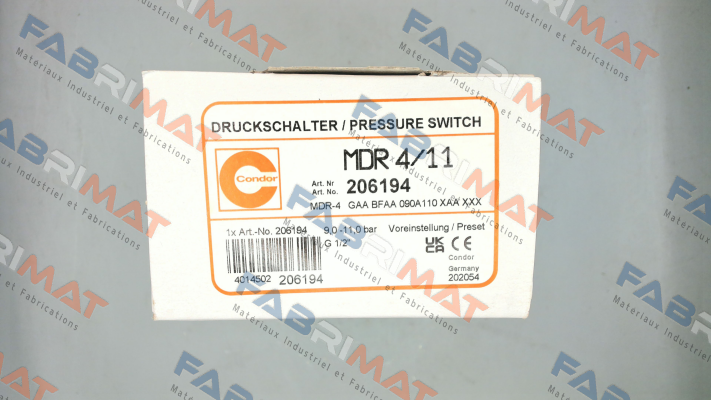 DRUCKSCHALTER / PRESSURE SWITCH
Condor
MDR 4/11
Art. Nr
Art. No. 206194
MDR-4 GAA BFAA 090A110 XAA XXX
1x Art.-No. 206194 9,0 -11,0 bar Voreinstellung / Preset
G 1/2"
UK CA CE
4014502 206194
Condor
Germany
202054
FABRIMAT
Materiaux Industriel et Fabrications